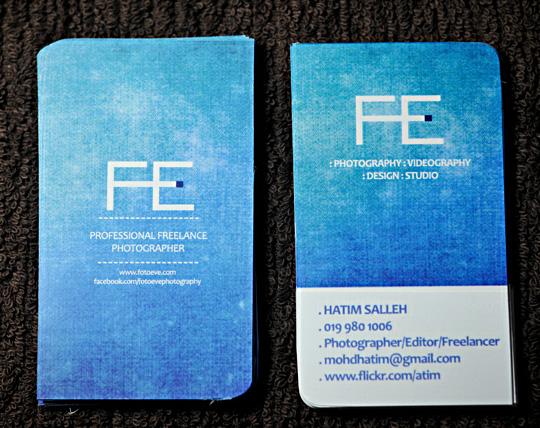 FE
PROFESSIONAL FREELANCE
PHOTOGRAPHER
www.fotoeve.com
facebook.com/fotoevephotography
FE
: PHOTOGRAPHY : VIDEOGRAPHY
: DESIGN : STUDIO
. HATIM SALLEH
. 019 980 1006
. Photographer/Editor/Freelancer
. mohdhatim@gmail.com
. www.flickr.com/atim